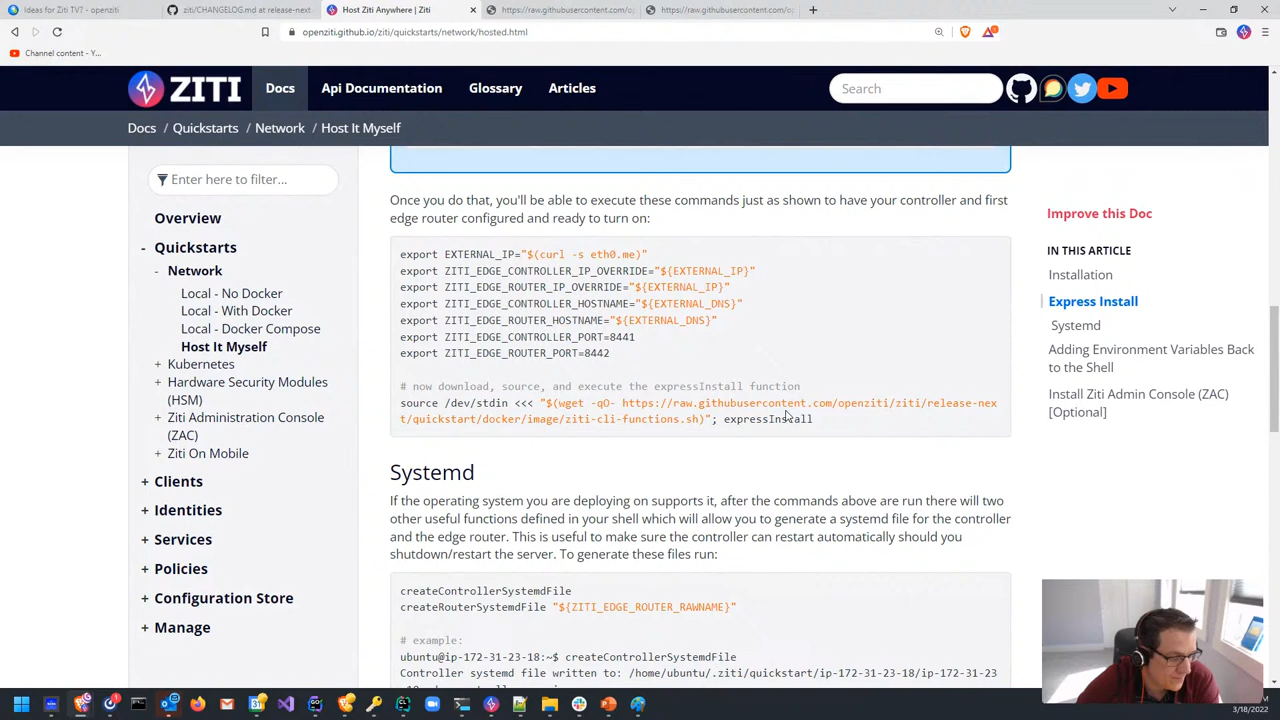 Ideas for Ziti TV? - openziti
ziti/CHANGELOG.md at release-next
Host Ziti Anywhere | Ziti
https://raw.githubusercontent.com/op
https://raw.githubusercontent.com/op
openziti.github.io/ziti/quickstarts/network/hosted.html
Channel content - Y...
ZITI
Docs
Api Documentation
Glossary
Articles
Search
Docs / Quickstarts / Network / Host It Myself
Enter here to filter...
Overview
- Quickstarts
- Network
Local - No Docker
Local - With Docker
Local - Docker Compose
Host It Myself
+ Kubernetes
+ Hardware Security Modules
(HSM)
+ Ziti Administration Console
(ZAC)
+ Ziti On Mobile
+ Clients
+ Identities
+ Services
+ Policies
+ Configuration Store
+ Manage
Once you do that, you'll be able to execute these commands just as shown to have your controller and first
edge router configured and ready to turn on:
export EXTERNAL_IP="$(curl -s eth0.me)"
export ZITI_EDGE_CONTROLLER_IP_OVERRIDE="${EXTERNAL_IP}"
export ZITI_EDGE_ROUTER_IP_OVERRIDE="${EXTERNAL_IP}"
export ZITI_EDGE_CONTROLLER_HOSTNAME="${EXTERNAL_DNS}"
export ZITI_EDGE_ROUTER_HOSTNAME="${EXTERNAL_DNS}"
export ZITI_EDGE_CONTROLLER_PORT=8441
export ZITI_EDGE_ROUTER_PORT=8442
# now download, source, and execute the expressInstall function
source /dev/stdin <<< "$(wget -qO- https://raw.githubusercontent.com/openziti/ziti/release-nex
t/quickstart/docker/image/ziti-cli-functions.sh)"; expressInstall
Systemd
If the operating system you are deploying on supports it, after the commands above are run there will two
other useful functions defined in your shell which will allow you to generate a systemd file for the controller
and the edge router. This is useful to make sure the controller can restart automatically should you
shutdown/restart the server. To generate these files run:
createControllerSystemdFile
createRouterSystemdFile "${ZITI_EDGE_ROUTER_RAWNAME}"
# example:
ubuntu@ip-172-31-23-18:~$ createControllerSystemdFile
Controller systemd file written to: /home/ubuntu/.ziti/quickstart/ip-172-31-23-18/ip-172-31-23
Improve this Doc
IN THIS ARTICLE
Installation
Express Install
Systemd
Adding Environment Variables Back
to the Shell
Install Ziti Admin Console (ZAC)
[Optional]
3/18/2022